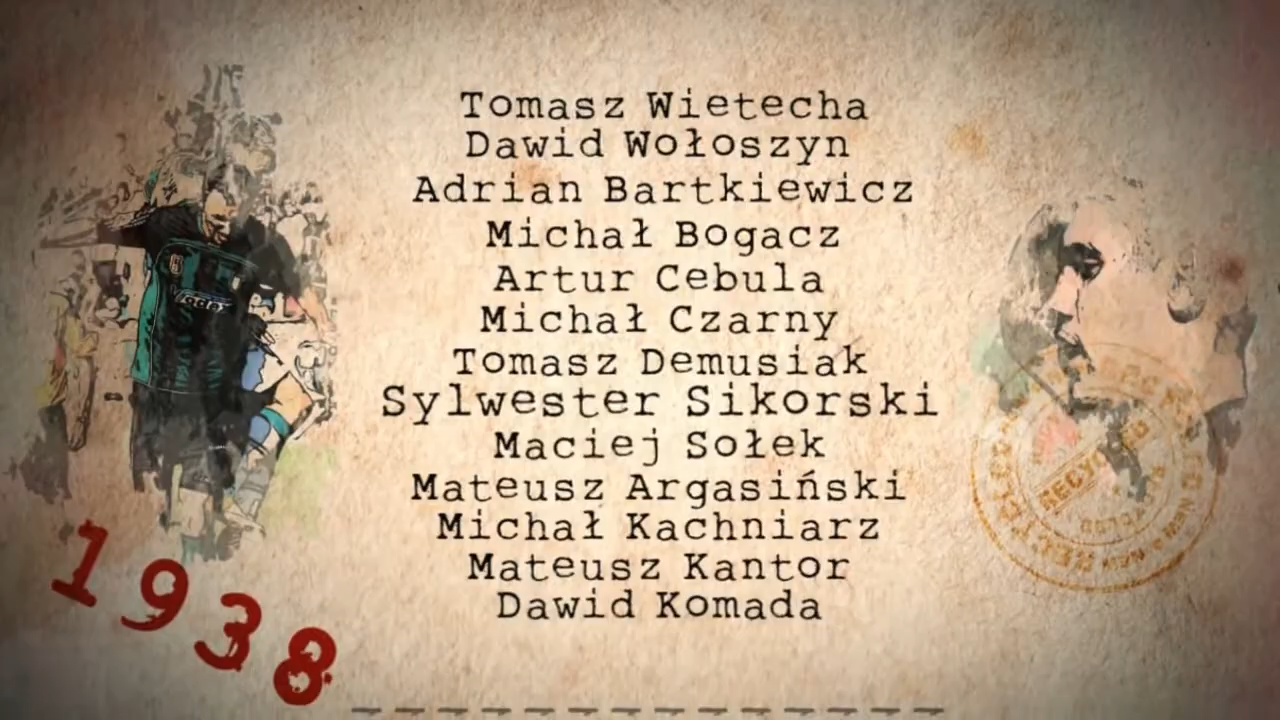 Tomasz Wietecha
Dawid Wołoszyn
Adrian Bartkiewicz
Michał Bogacz
Artur Cebula
Michał Czarny
Tomasz Demusiak
Sylwester Sikorski
Maciej Sołek
Mateusz Argasiński
Michał Kachniarz
Mateusz Kantor
Dawid Komada
1938